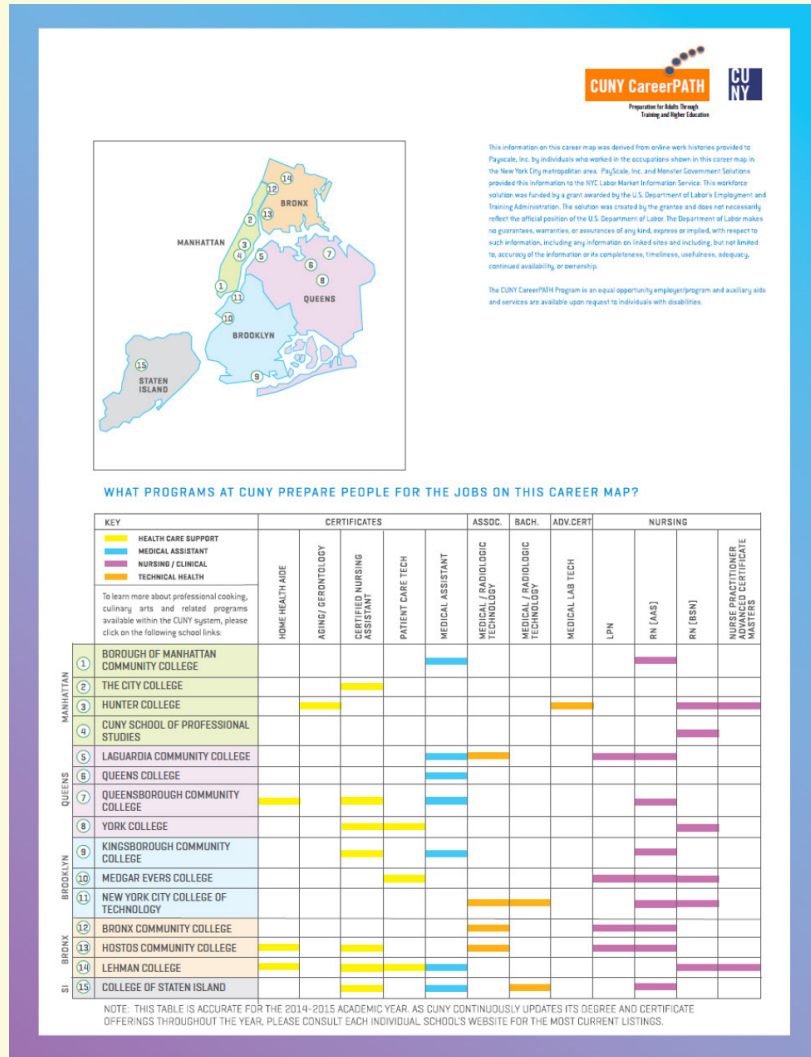 CUNY CareerPATH
CU
NY
Preparation for Adults Through
Training and Higher Education
This information on this career map was derived from online work histories provided to
Payscale, Inc. by individuals who worked in the occupations shown in this career map in
the New York City metropolitan area. PayScale, Inc. and Monster Government Solutions
provided this information to the NYC Labor Market Information Service. This workforce
solution was funded by a grant awarded by the U.S. Department of Labor's Employment and
Training Administration. The solution was created by the grantee and does not necessarily
reflect the official position of the U.S. Department of Labor. The Department of Labor makes
no guarantees, warranties, or assurances of any kind, express or implied, with respect to
such information, including any information on linked sites and including, but not limited
to, accuracy of the information or its completeness, timeliness, usefulness, adequacy,
continued availability, or ownership.
The CUNY CareerPATH Program is an equal opportunity employer/program and auxiliary aids
and services are available upon request to individuals with disabilities.
14
12
BRONX
2
13
MANHATTAN
3
4
5
7
6
8
1
11
QUEENS
10
BROOKLYN
15
STATEN
ISLAND
9
WHAT PROGRAMS AT CUNY PREPARE PEOPLE FOR THE JOBS ON THIS CAREER MAP?
KEY
CERTIFICATES
ASSOC.
BACH.
ADV.CERT
NURSING
HEALTH CARE SUPPORT
MEDICAL ASSISTANT
NURSING / CLINICAL
TECHNICAL HEALTH
To learn more about professional cooking,
culinary arts and related programs
available within the CUNY system, please
click on the following school links:
HOME HEALTH AIDE
AGING/ GERONTOLOGY
CERTIFIED NURSING
ASSISTANT
PATIENT CARE TECH
MEDICAL ASSISTANT
MEDICAL / RADIOLOGIC
TECHNOLOGY
MEDICAL / RADIOLOGIC
TECHNOLOGY
MEDICAL LAB TECH
LPN
RN [AAS]
RN [BSN]
NURSE PRACTITIONER
ADVANCED CERTIFICATE
MASTERS
MANHATTAN
1
BOROUGH OF MANHATTAN
COMMUNITY COLLEGE
2
THE CITY COLLEGE
3
HUNTER COLLEGE
4
CUNY SCHOOL OF PROFESSIONAL
STUDIES
QUEENS
5
LAGUARDIA COMMUNITY COLLEGE
6
QUEENS COLLEGE
7
QUEENSBOROUGH COMMUNITY
COLLEGE
8
YORK COLLEGE
BROOKLYN
9
KINGSBOROUGH COMMUNITY
COLLEGE
10
MEDGAR EVERS COLLEGE
11
NEW YORK CITY COLLEGE OF
TECHNOLOGY
BRONX
12
BRONX COMMUNITY COLLEGE
13
HOSTOS COMMUNITY COLLEGE
14
LEHMAN COLLEGE
SI
15
COLLEGE OF STATEN ISLAND
NOTE: THIS TABLE IS ACCURATE FOR THE 2014-2015 ACADEMIC YEAR. AS CUNY CONTINUOUSLY UPDATES ITS DEGREE AND CERTIFICATE
OFFERINGS THROUGHOUT THE YEAR, PLEASE CONSULT EACH INDIVIDUAL SCHOOL'S WEBSITE FOR THE MOST CURRENT LISTINGS.